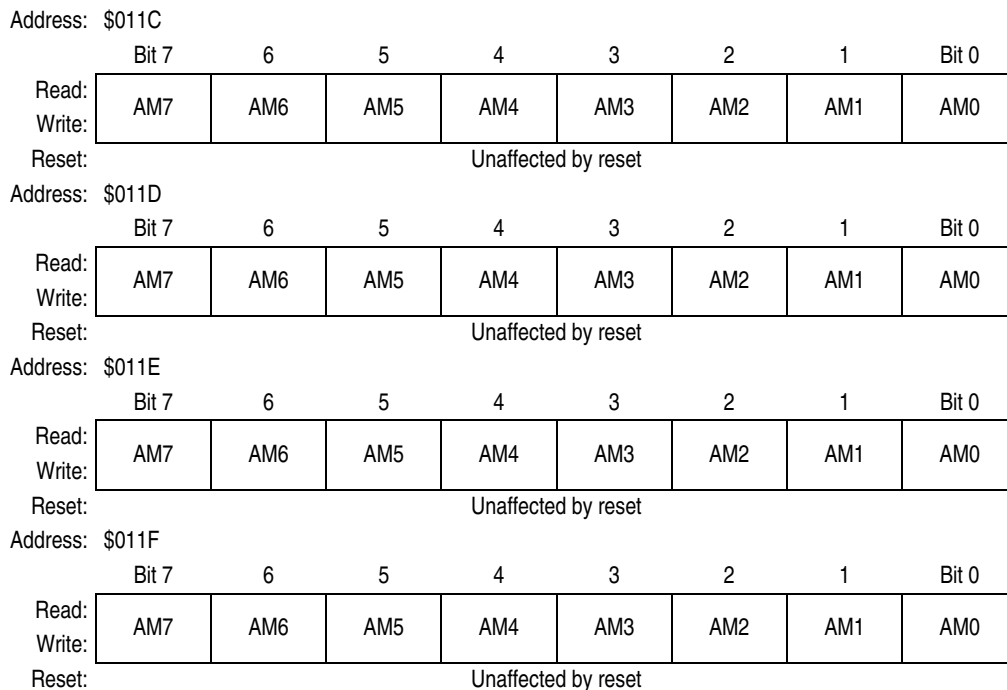 Address: $011C
Bit 7 6 5 4 3 2 1 Bit 0
Read:
AM7 AM6 AM5 AM4 AM3 AM2 AM1 AM0
Write:
Reset: Unaffected by reset
Address: $011D
Bit 7 6 5 4 3 2 1 Bit 0
Read:
AM7 AM6 AM5 AM4 AM3 AM2 AM1 AM0
Write:
Reset: Unaffected by reset
Address: $011E
Bit 7 6 5 4 3 2 1 Bit 0
Read:
AM7 AM6 AM5 AM4 AM3 AM2 AM1 AM0
Write:
Reset: Unaffected by reset
Address: $011F
Bit 7 6 5 4 3 2 1 Bit 0
Read:
AM7 AM6 AM5 AM4 AM3 AM2 AM1 AM0
Write:
Reset: Unaffected by reset